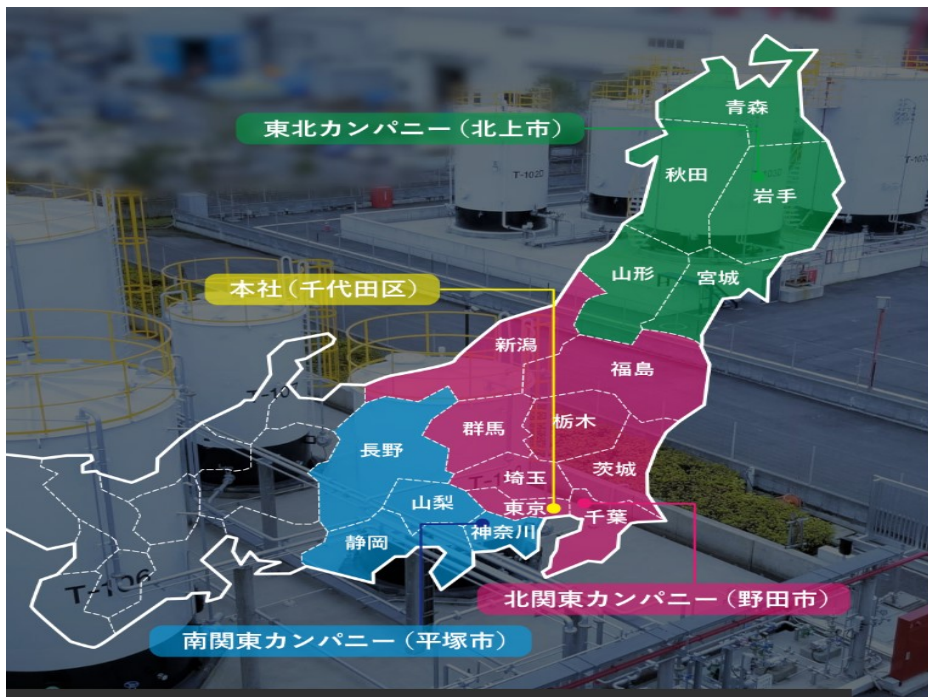 青森
東北カンパニー（北上市）
秋田
岩手
山形
宮城
本社（千代田区）
新潟
福島
群馬
栃木
長野
茨城
埼玉
山梨
東京
千葉
神奈川
静岡
北関東カンパニー（野田市）
南関東カンパニー（平塚市）
T-106